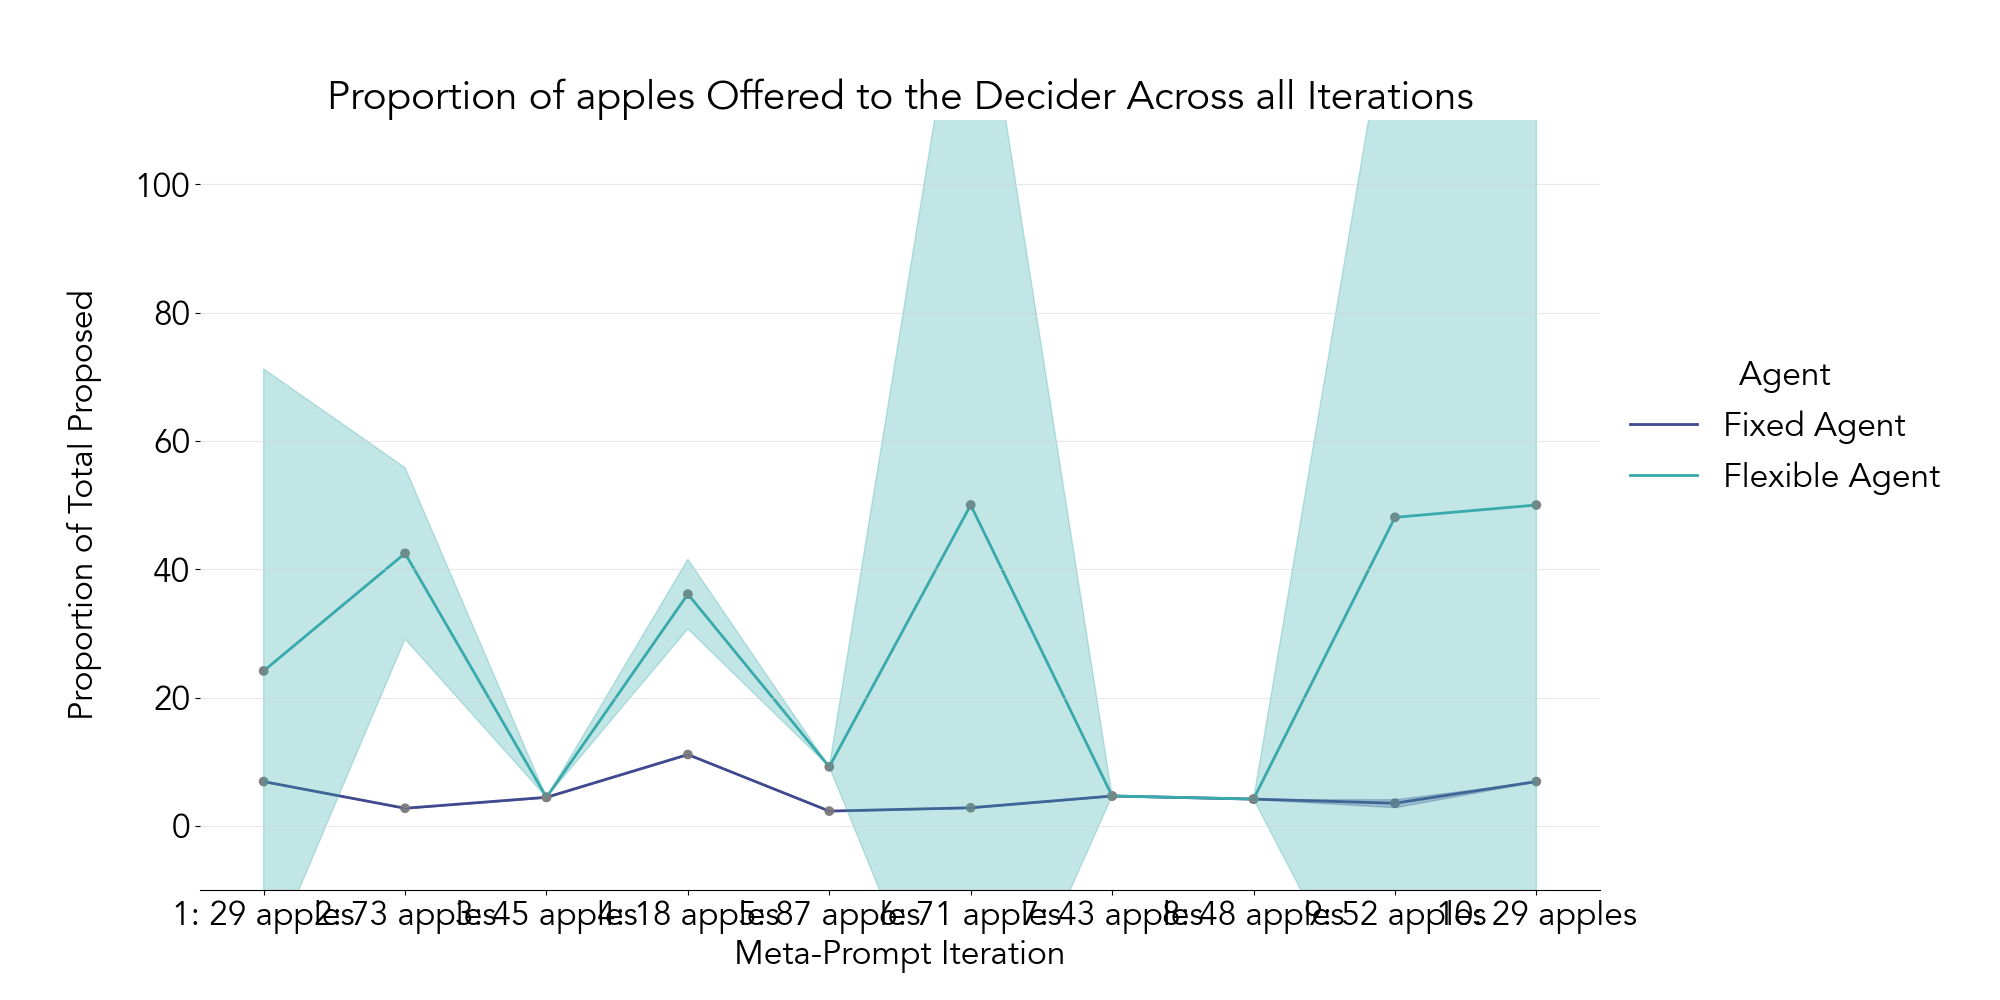 Proportion of apples Offered to the Decider Across all Iterations
Proportion of Total Proposed
100
80
60
40
20
0
1: 29 apples
2: 73 apples
3: 45 apples
4: 18 apples
5: 87 apples
6: 71 apples
7: 43 apples
8: 48 apples
9: 52 apples
10: 29 apples
Meta-Prompt Iteration
Agent
Fixed Agent
Flexible Agent